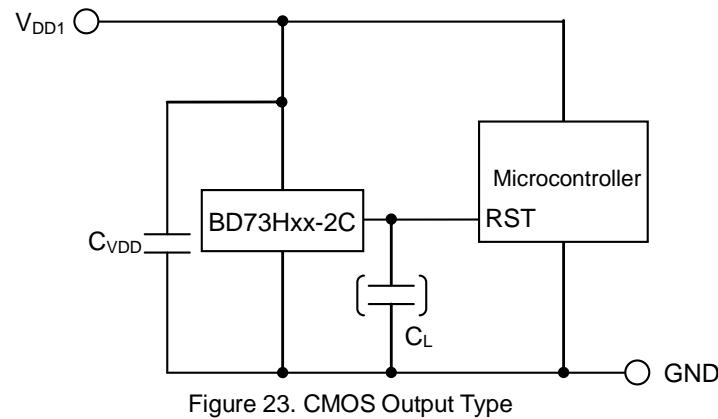 VDD1
Microcontroller
BD73Hxx-2C
RST
CVDD
CL
GND
Figure 23. CMOS Output Type